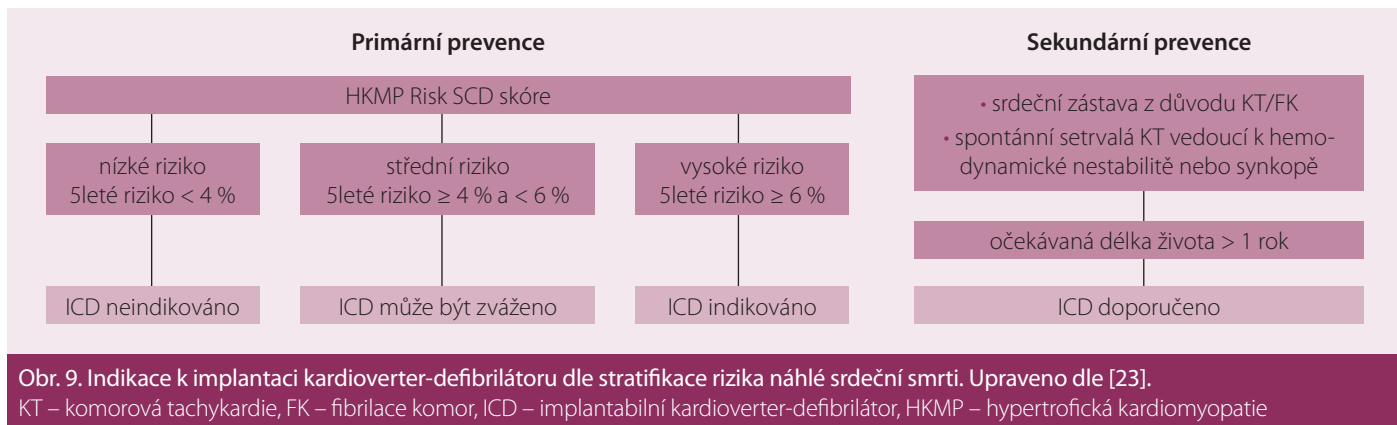 Primární prevence
HKMP Risk SCD skóre
nízké riziko
5leté riziko < 4 %
střední riziko
5leté riziko ≥ 4 % a < 6 %
vysoké riziko
5leté riziko ≥ 6 %
ICD neindikováno
ICD může být zváženo
ICD indikováno
Sekundární prevence
• srdeční zástava z důvodu KT/FK
• spontánní setrvalá KT vedoucí k hemo-
dynamické nestabilitě nebo synkopě
očekávaná délka života > 1 rok
ICD doporučeno
Obr. 9. Indikace k implantaci kardioverter-defibrilátoru dle stratifikace rizika náhlé srdeční smrti. Upraveno dle [23].
KT – komorová tachykardie, FK – fibrilace komor, ICD – implantabilní kardioverter-defibrilátor, HKMP – hypertrofická kardiomyopatie